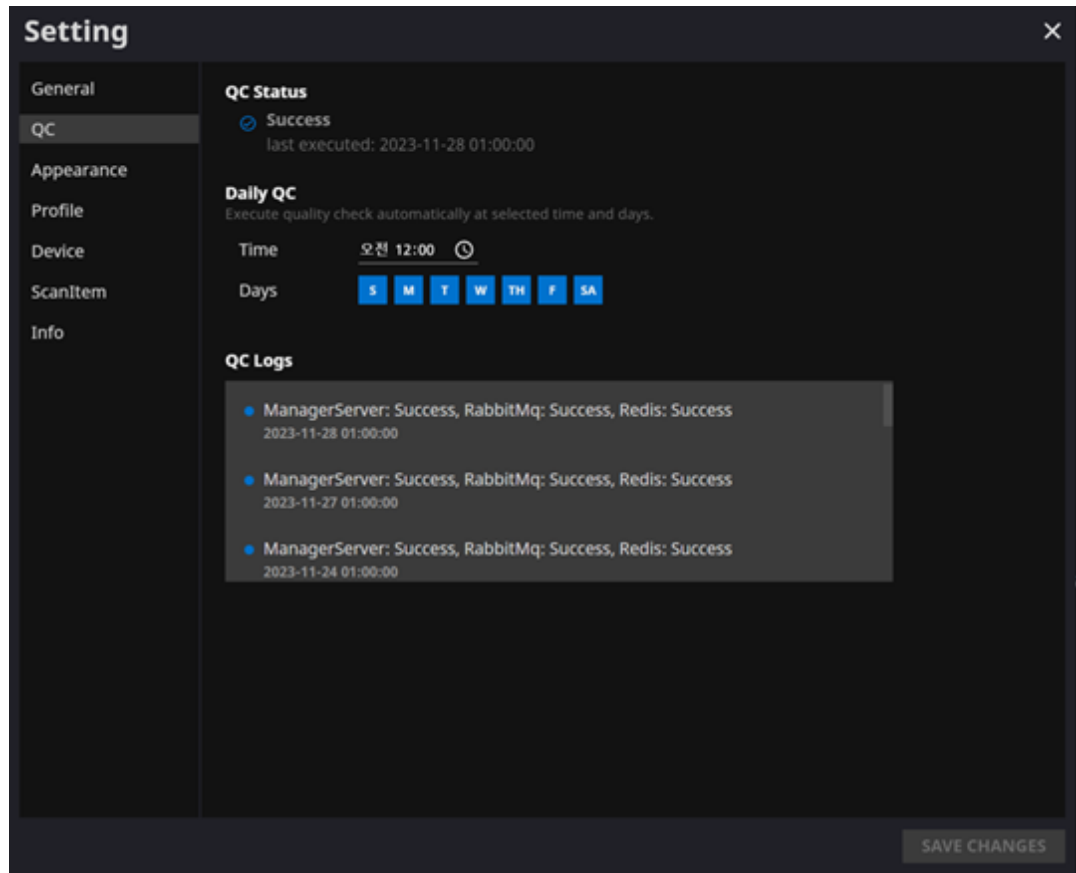 Setting
General
QC
Appearance
Profile
Device
ScanItem
Info
QC Status
Success
last executed: 2023-11-28 01:00:00
Daily QC
Execute quality check automatically at selected time and days.
Time 오전 12:00
Days S M T W TH F SA
QC Logs
ManagerServer: Success, RabbitMq: Success, Redis: Success
2023-11-28 01:00:00
ManagerServer: Success, RabbitMq: Success, Redis: Success
2023-11-27 01:00:00
ManagerServer: Success, RabbitMq: Success, Redis: Success
2023-11-24 01:00:00
SAVE CHANGES